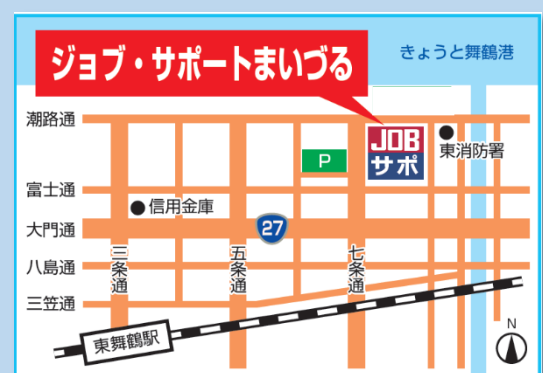 ジョブ・サポートまいづる
きょうと舞鶴港
潮路通
JOB
サポ
東消防署
P
富士通
信用金庫
大門通
27
八島通
三条通
五条通
七条通
三笠通
東舞鶴駅
N